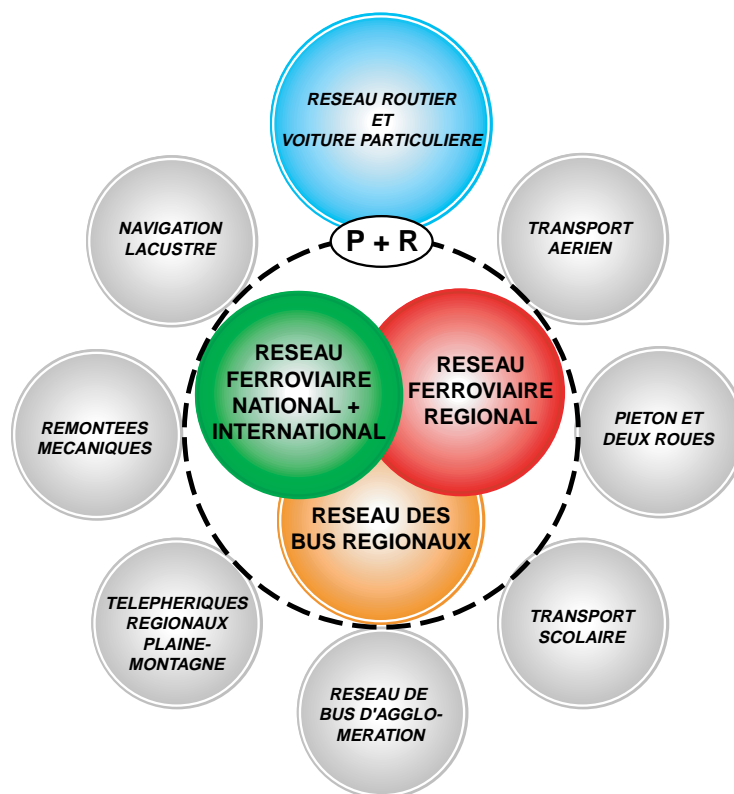 RESEAU ROUTIER
ET
VOITURE PARTICULIERE
NAVIGATION
LACUSTRE
P + R
TRANSPORT
AÉRIEN
RESEAU
FERROVIAIRE
NATIONAL +
INTERNATIONAL
RESEAU
FERROVIAIRE
REGIONAL
REMONTEES
MECANIQUES
PIETON ET
DEUX ROUES
RESEAU DES
BUS REGIONAUX
TELEPHERIQUES
REGIONAUX
PLAINE-
MONTAGNE
TRANSPORT
SCOLAIRE
RESEAU DE
BUS D'AGGLO-
MERATION